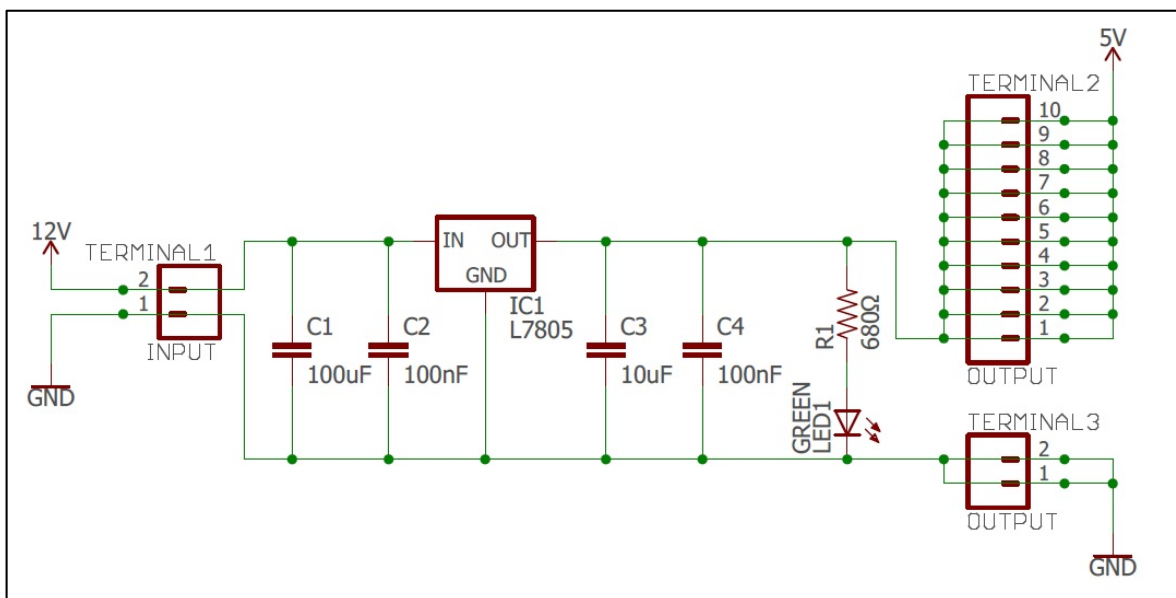 5V
TERMINAL2
10
9
8
7
6
5
4
3
2
1
OUTPUT
12V
TERMINAL1
2
1
INPUT
GND
IN OUT
GND
IC1
L7805
C1
100uF
C2
100nF
C3
10uF
C4
100nF
R1
680Ω
GREEN
LED1
TERMINAL3
2
1
OUTPUT
GND